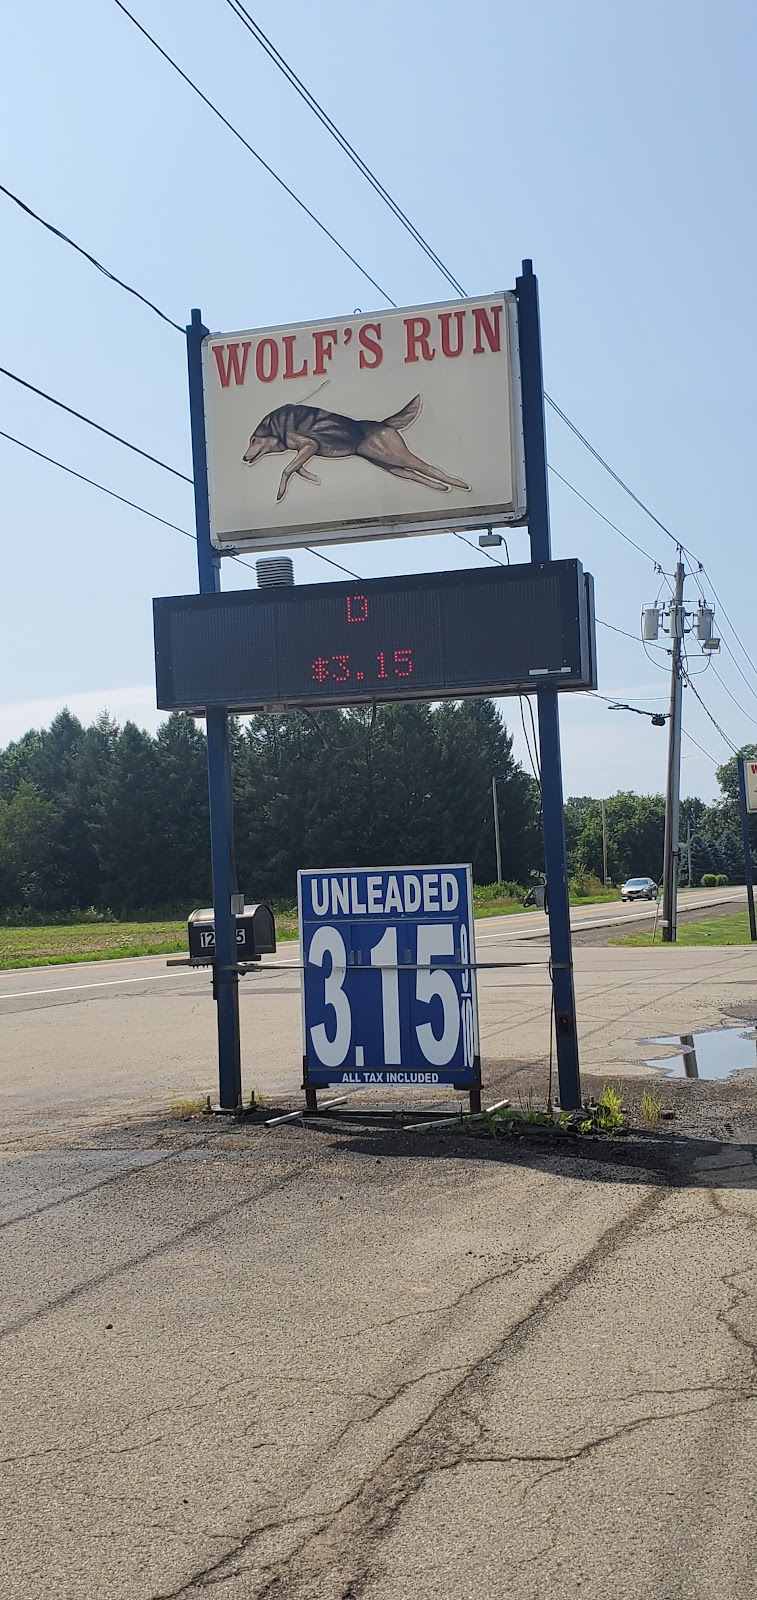 WOLF'S RUN
$3.15
UNLEADED
3.15 9/10
ALL TAX INCLUDED